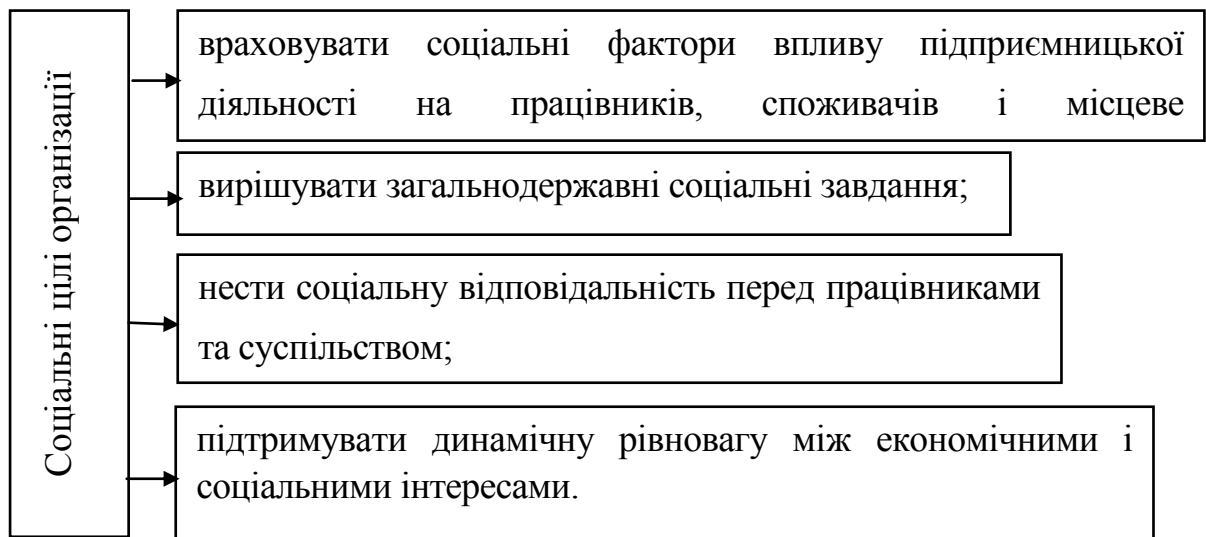 Соціальні цілі організації
враховувати соціальні фактори впливу підприємницької
діяльності на працівників, споживачів і місцеве
вирішувати загальнодержавні соціальні завдання;
нести соціальну відповідальність перед працівниками
та суспільством;
підтримувати динамічну рівновагу між економічними і
соціальними інтересами.